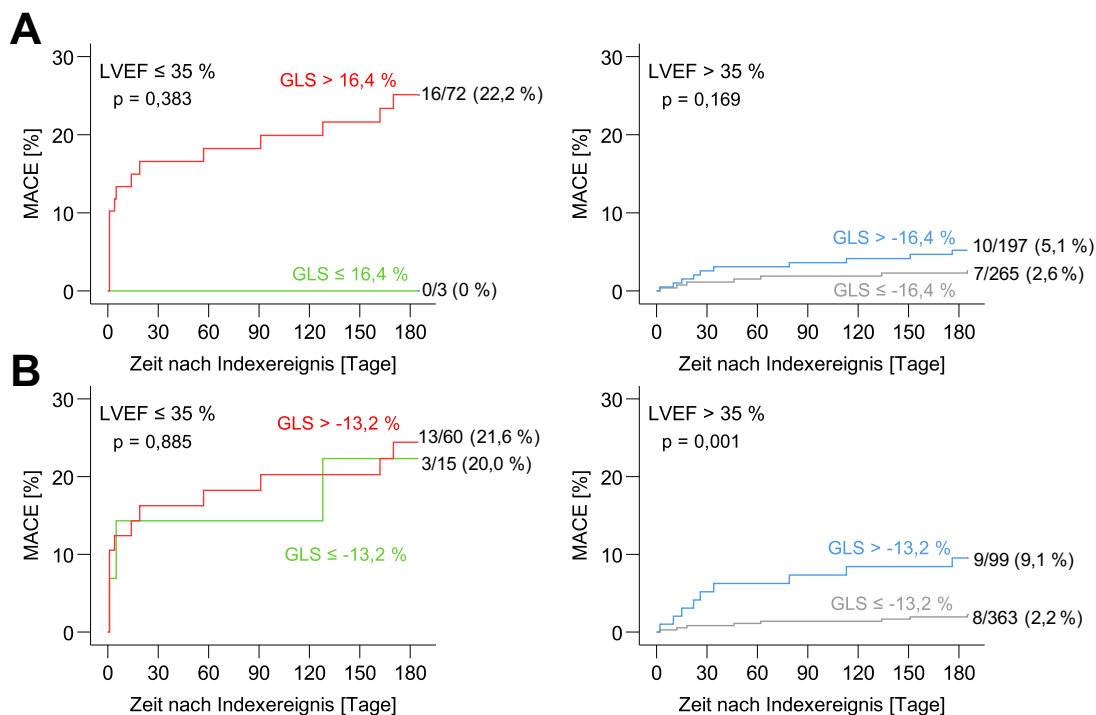 A
LVEF ≤ 35 %
p = 0,383
GLS > 16,4 %
16/72 (22,2 %)
GLS ≤ 16,4 %
0/3 (0 %)
MACE [%]
30
20
10
0
0 30 60 90 120 150 180
Zeit nach Indexereignis [Tage]
LVEF > 35 %
p = 0,169
GLS > -16,4 %
10/197 (5,1 %)
7/265 (2,6 %)
GLS ≤ -16,4 %
MACE [%]
30
20
10
0
0 30 60 90 120 150 180
Zeit nach Indexereignis [Tage]
B
LVEF ≤ 35 %
p = 0,885
GLS > -13,2 %
13/60 (21,6 %)
3/15 (20,0 %)
GLS ≤ -13,2 %
MACE [%]
30
20
10
0
0 30 60 90 120 150 180
Zeit nach Indexereignis [Tage]
LVEF > 35 %
p = 0,001
GLS > -13,2 %
9/99 (9,1 %)
GLS ≤ -13,2 %
8/363 (2,2 %)
MACE [%]
30
20
10
0
0 30 60 90 120 150 180
Zeit nach Indexereignis [Tage]